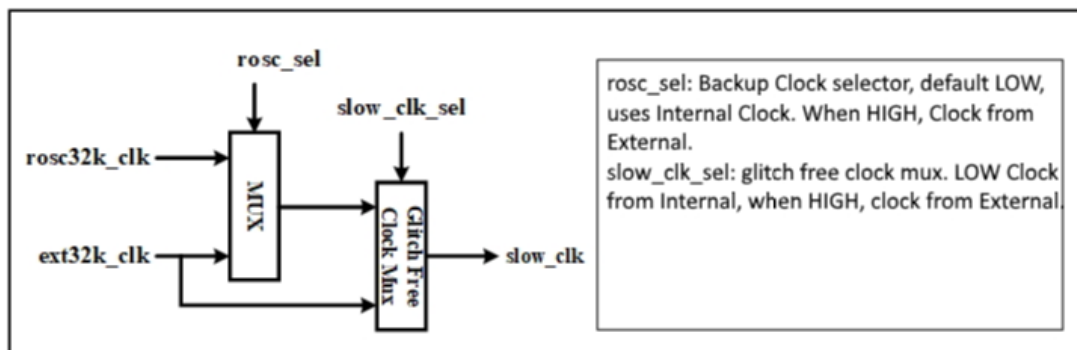 rosc_sel
slow_clk_sel
rosc32k_clk
MUX
ext32k_clk
Glitch Free
Clock Mux
slow_clk
rosc_sel: Backup Clock selector, default LOW,
uses Internal Clock. When HIGH, Clock from
External.
slow_clk_sel: glitch free clock mux. LOW Clock
from Internal, when HIGH, clock from External.